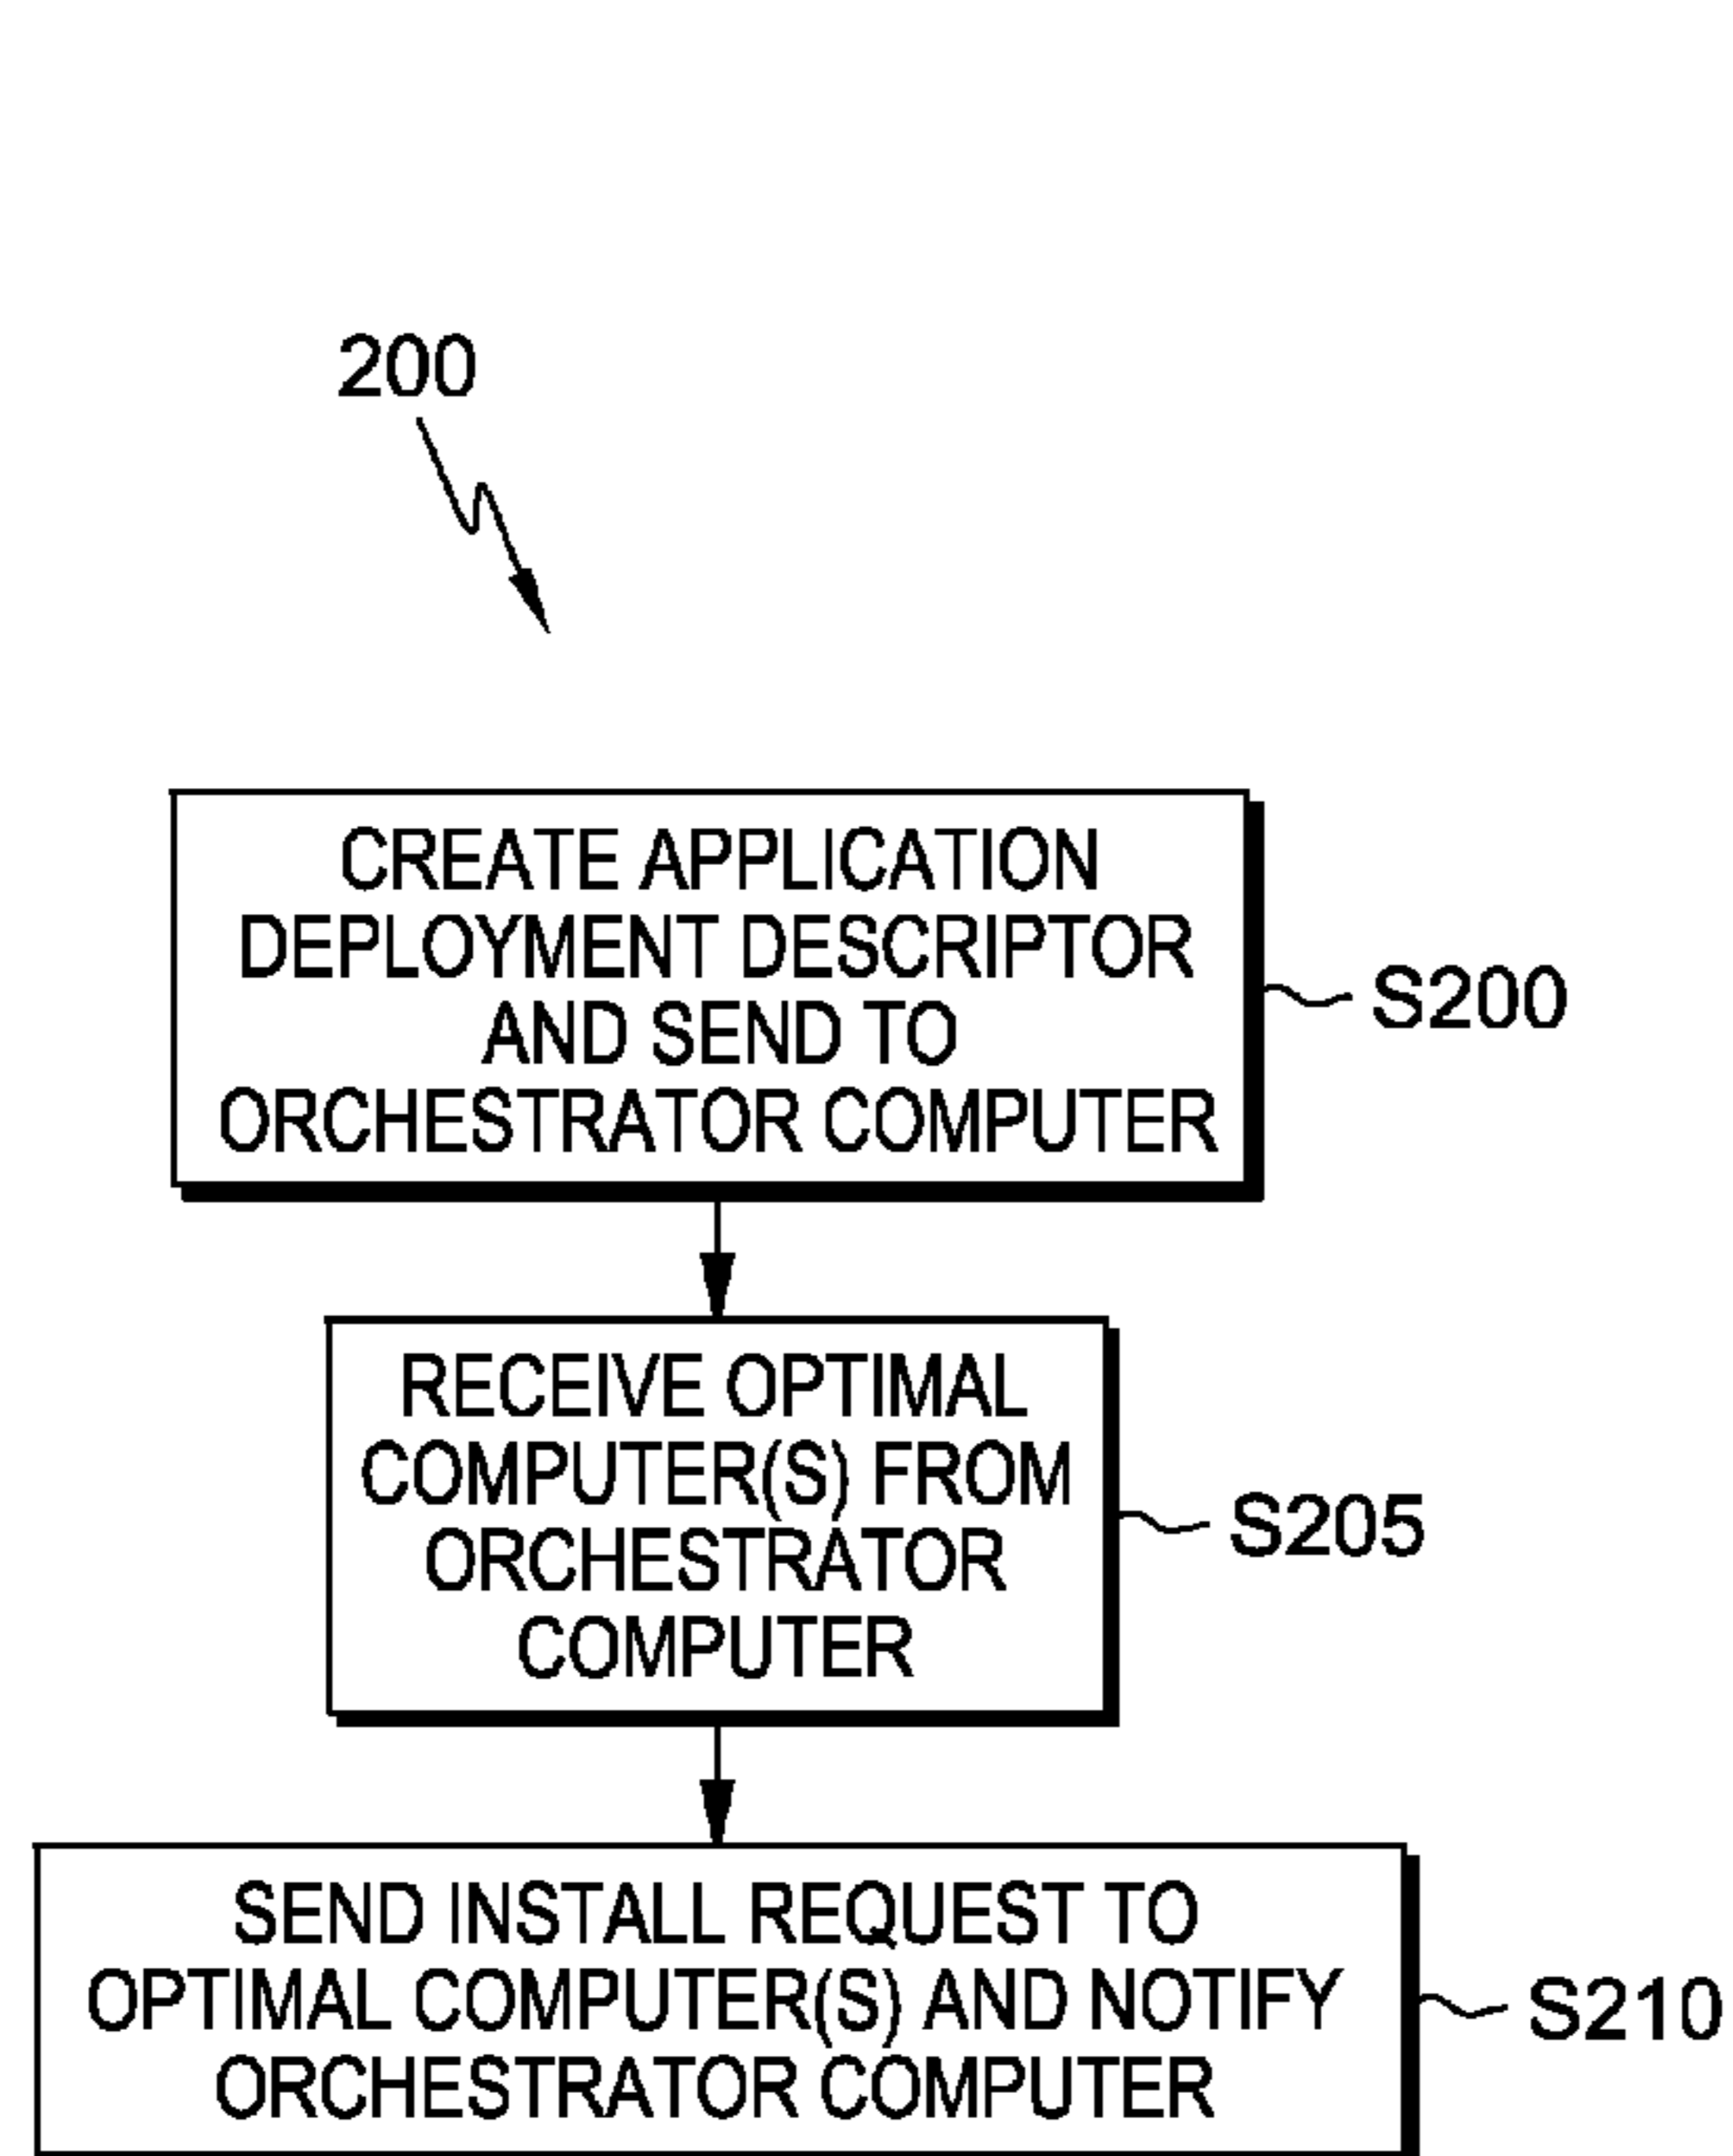 200
CREATE APPLICATION
DEPLOYMENT DESCRIPTOR
AND SEND TO
ORCHESTRATOR COMPUTER
S200
RECEIVE OPTIMAL
COMPUTER(S) FROM
ORCHESTRATOR
COMPUTER
S205
SEND INSTALL REQUEST TO
OPTIMAL COMPUTER(S) AND NOTIFY
ORCHESTRATOR COMPUTER
S210